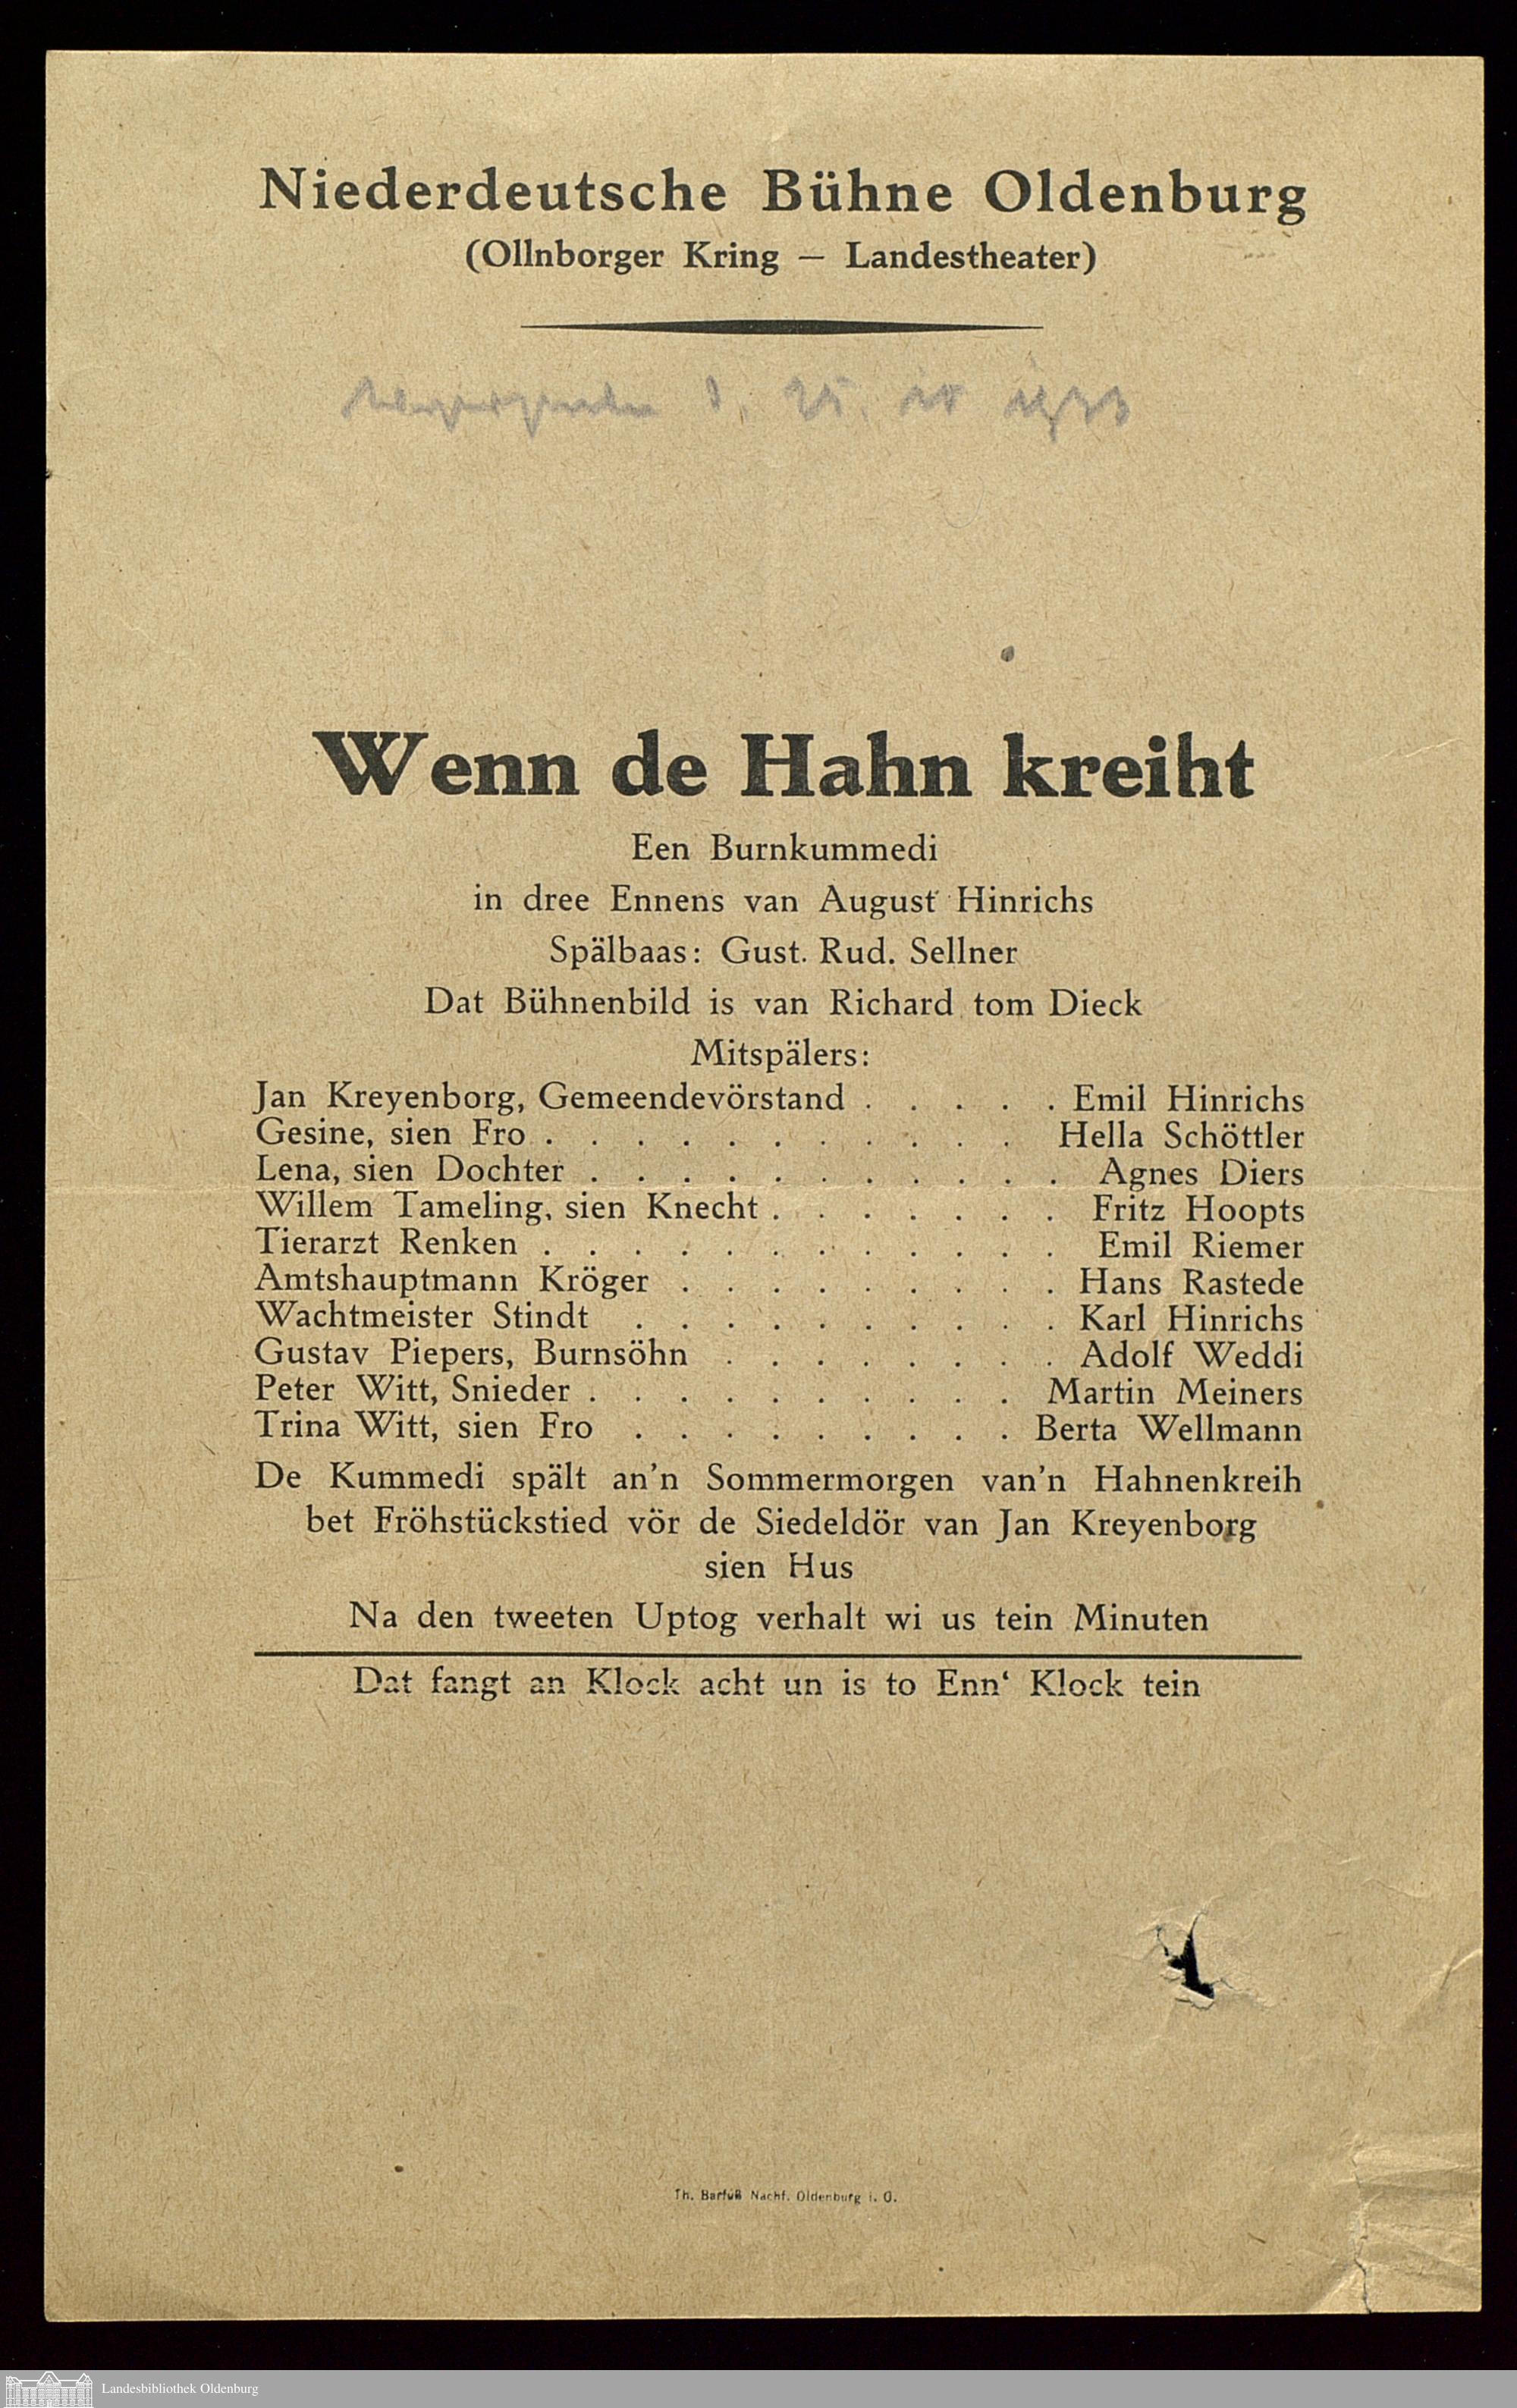 Niederdeutsche Bühne Oldenburg
(Ollnborger Kring — Landestheater)
Wenn de Hahn kreiht
Een Burnkummedi
in dree Ennens van August Hinrichs
Spälbaas: Gust. Rud. Sellner
Dat Bühnenbild is van Richard tom Dieck
Mitspälers:
Jan Kreyenborg, Gemeendevörstand . . . . . Emil Hinrichs
Gesine, sien Fro . . . . . . . . . . . Hella Schöttler
Lena, sien Dochter . . . . . . . . . . . Agnes Diers
Willem Tameling, sien Knecht . . . . . . . Fritz Hoopts
Tierarzt Renken . . . . . . . . . . . . Emil Riemer
Amtshauptmann Kröger . . . . . . . . . Hans Rastede
Wachtmeister Stindt . . . . . . . . . . Karl Hinrichs
Gustav Piepers, Burnsöhn . . . . . . . . Adolf Weddi
Peter Witt, Snieder . . . . . . . . . . Martin Meiners
Trina Witt, sien Fro . . . . . . . . . Berta Wellmann
De Kummedi spält an'n Sommermorgen van'n Hahnenkreih
bet Fröhstückstied vör de Siedeldör van Jan Kreyenborg
sien Hus
Na den tweeten Uptog verhalt wi us tein Minuten
Dat fangt an Klock acht un is to Enn' Klock tein
Th. Barfuß Nachf. Oldenburg i. O.
Landesbibliothek Oldenburg